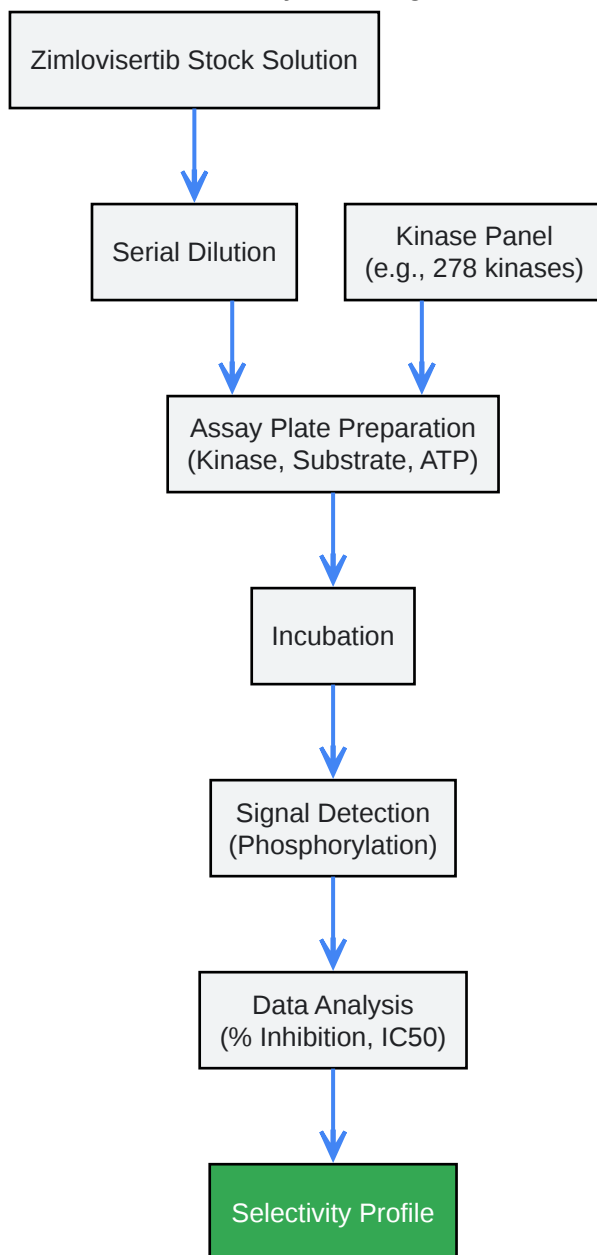 Zimlovisertib Stock Solution
Serial Dilution
Kinase Panel
(e.g., 278 kinases)
Assay Plate Preparation
(Kinase, Substrate, ATP)
Incubation
Signal Detection
(Phosphorylation)
Data Analysis
(% Inhibition, IC50)
Selectivity Profile